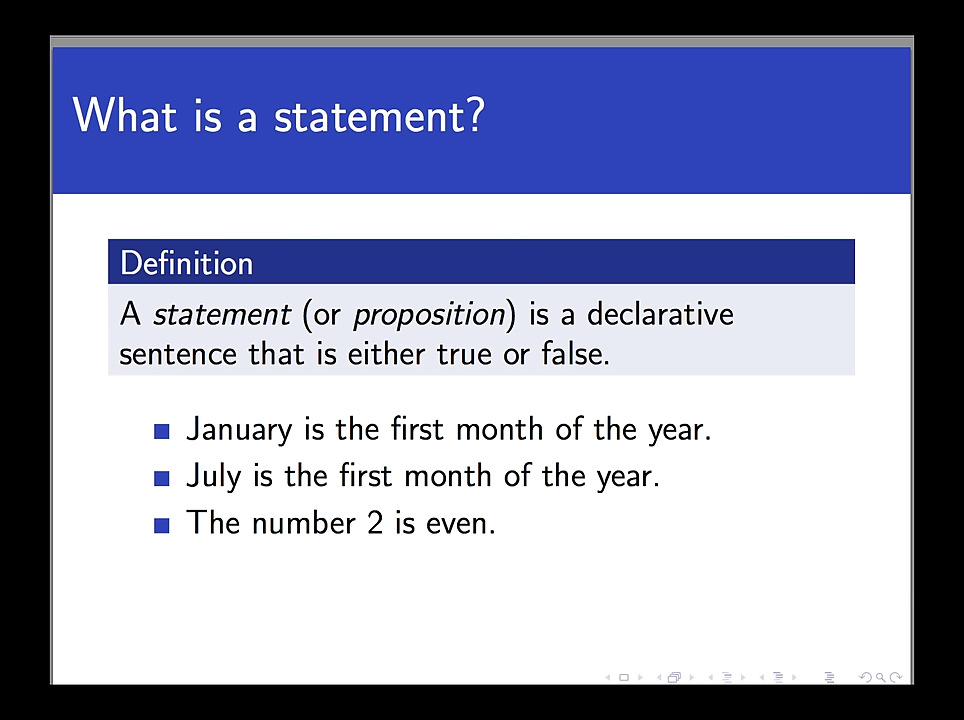 What is a statement?
Definition
A statement (or proposition) is a declarative
sentence that is either true or false.
January is the first month of the year.
July is the first month of the year.
The number 2 is even.